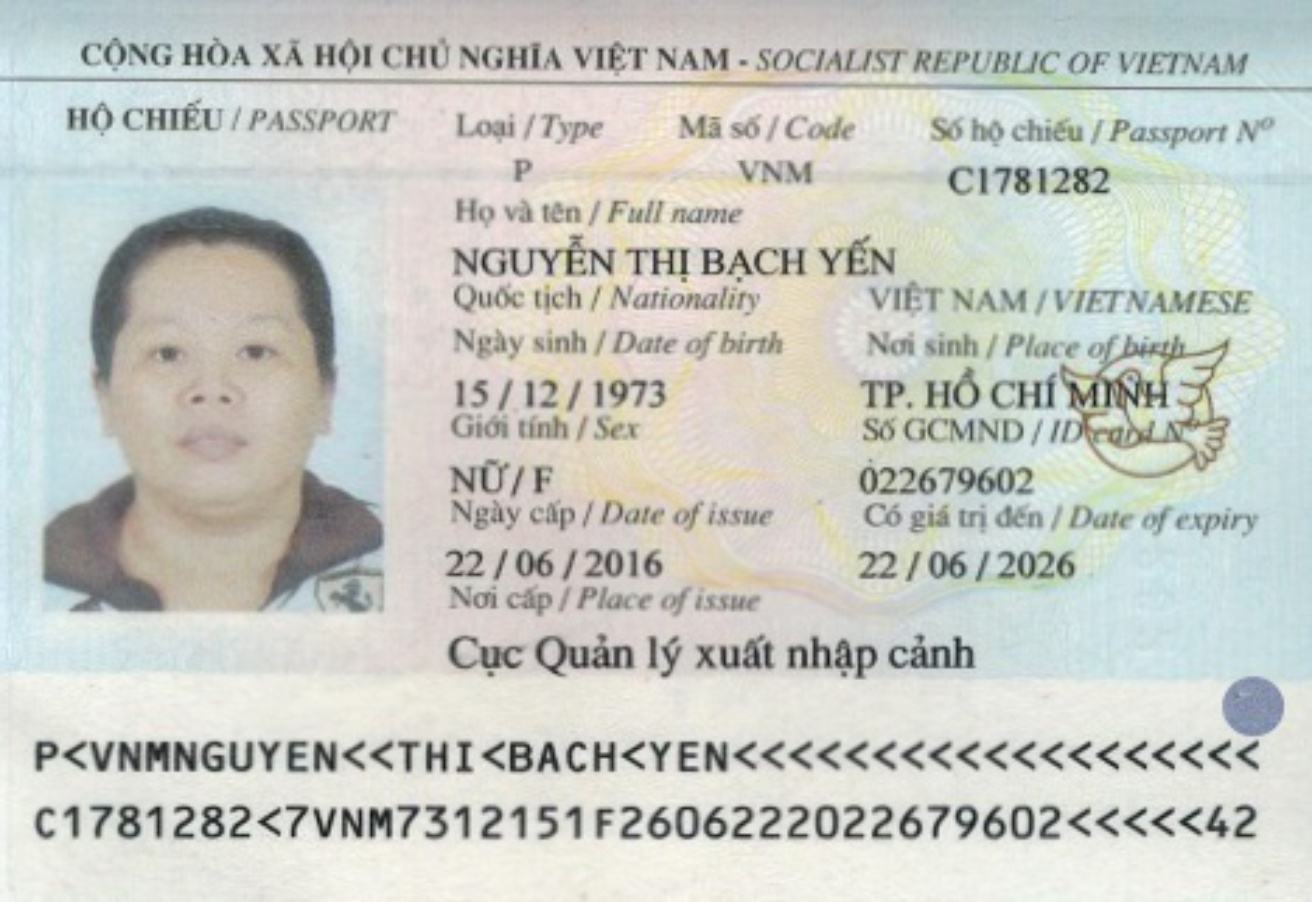 CỘNG HÒA XÃ HỘI CHỦ NGHĨA VIỆT NAM - SOCIALIST REPUBLIC OF VIETNAM
HỘ CHIẾU / PASSPORT Loại / Type Mã số / Code Số hộ chiếu / Passport Nº
P VNM C1781282
Họ và tên / Full name
NGUYỄN THỊ BẠCH YẾN
Quốc tịch / Nationality VIỆT NAM / VIETNAMESE
Ngày sinh / Date of birth Nơi sinh / Place of birth
15 / 12 / 1973 TP. HỒ CHÍ MINH
Giới tính / Sex Số GCMND / ID card Nº
NỮ / F 022679602
Ngày cấp / Date of issue Có giá trị đến / Date of expiry
22 / 06 / 2016 22 / 06 / 2026
Nơi cấp / Place of issue
Cục Quản lý xuất nhập cảnh
P<VNMNGUYEN<<THI<BACH<YEN<<<<<<<<<<<<<<<<<<<
C1781282<7VNM7312151F2606222022679602<<<<<42